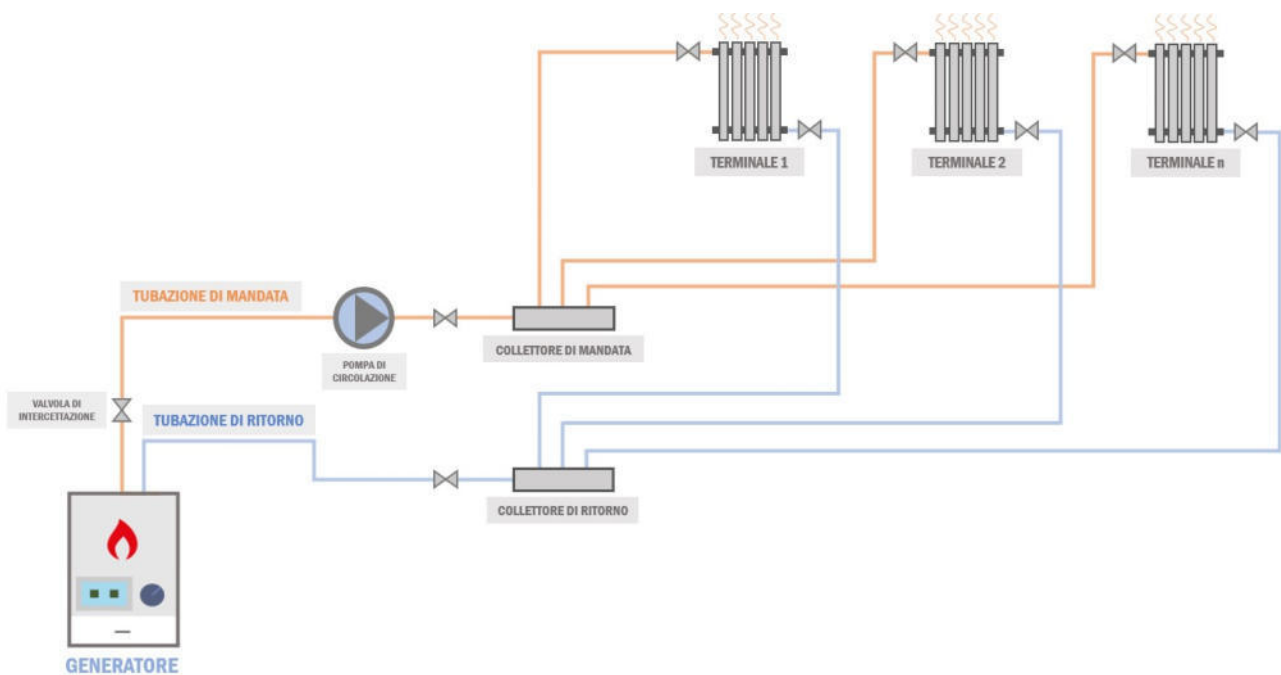 TERMINALE 1
TERMINALE 2
TERMINALE n
TUBAZIONE DI MANDATA
COLLETTORE DI MANDATA
POMPA DI
CIRCOLAZIONE
VALVOLA DI
INTERCETTAZIONE
TUBAZIONE DI RITORNO
COLLETTORE DI RITORNO
GENERATORE